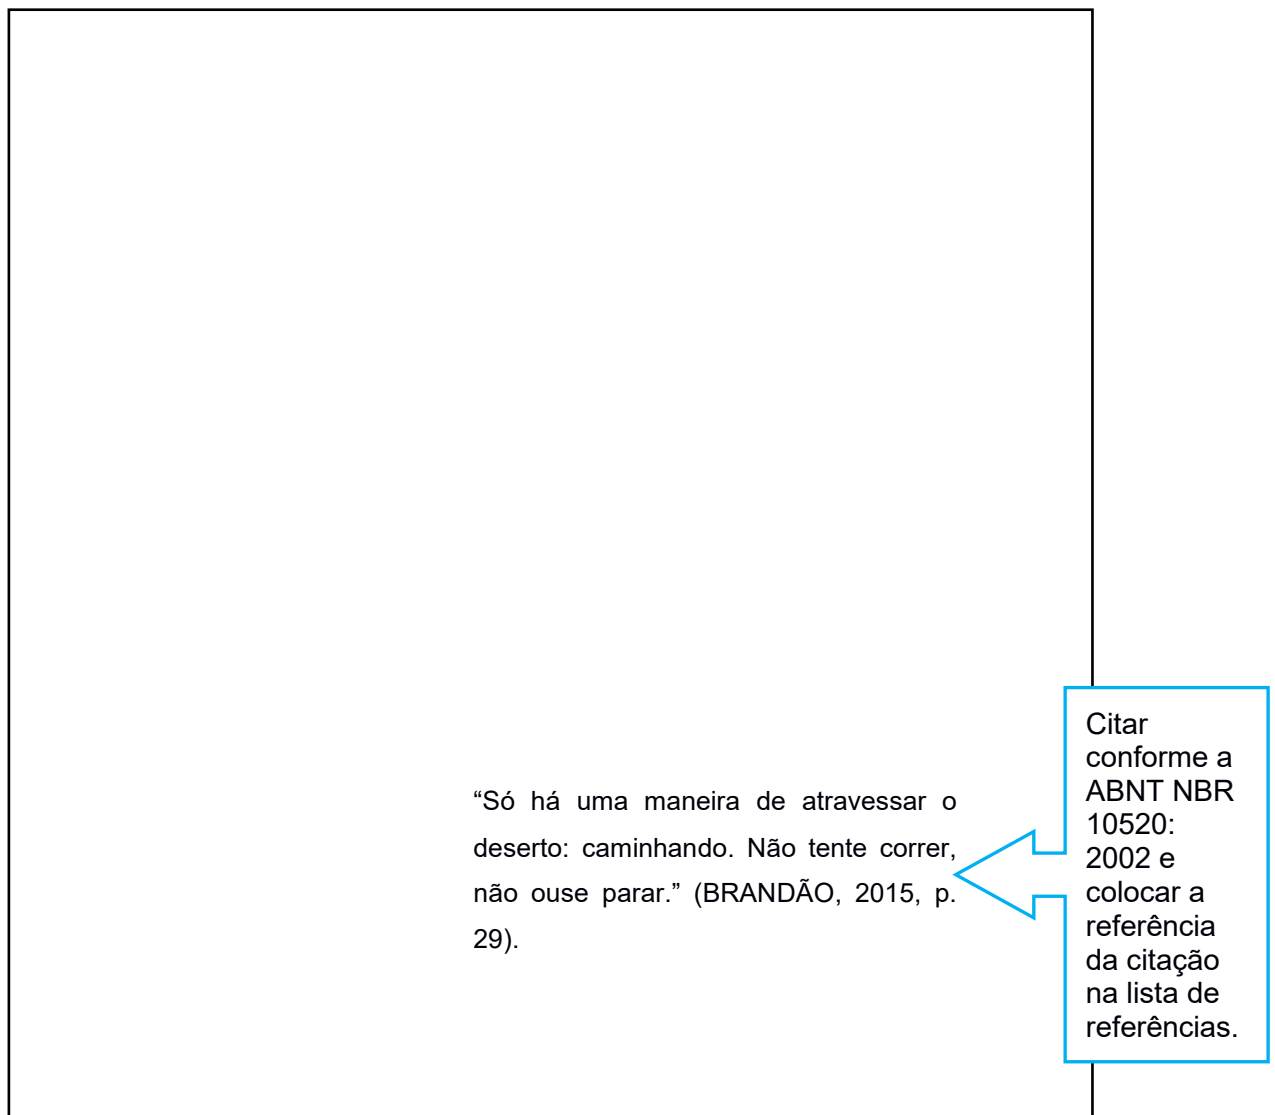 “Só há uma maneira de atravessar o
deserto: caminhando. Não tente correr,
não ouse parar.” (BRANDÃO, 2015, p.
29).
Citar
conforme a
ABNT NBR
10520:
2002 e
colocar a
referência
da citação
na lista de
referências.